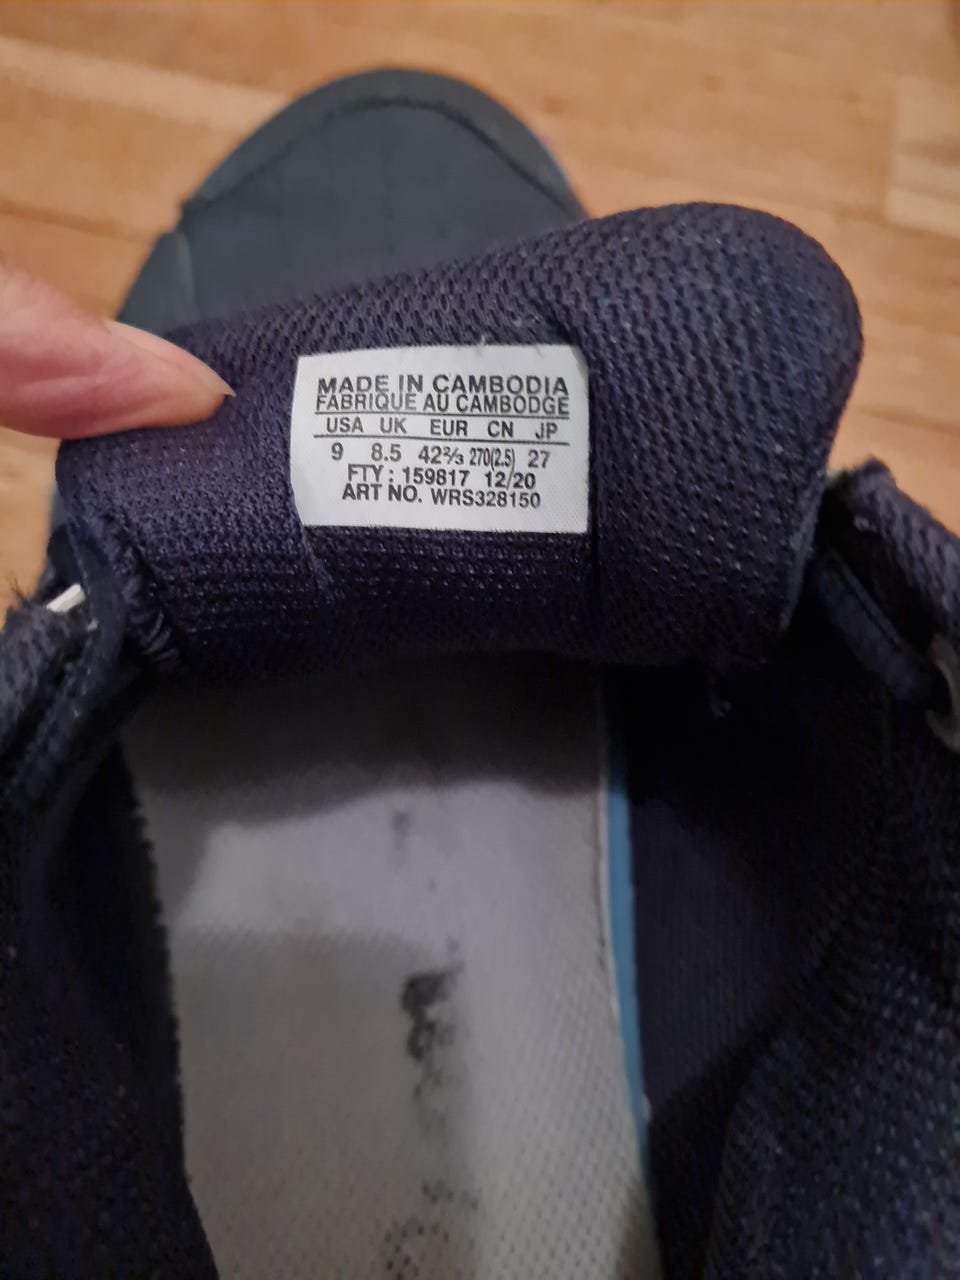 MADE IN CAMBODIA
FABRIQUE AU CAMBODGE
USA UK EUR CN JP
9 8.5 42⅔ 270(2.5) 27
FTY : 159817 12/20
ART NO. WRS328150